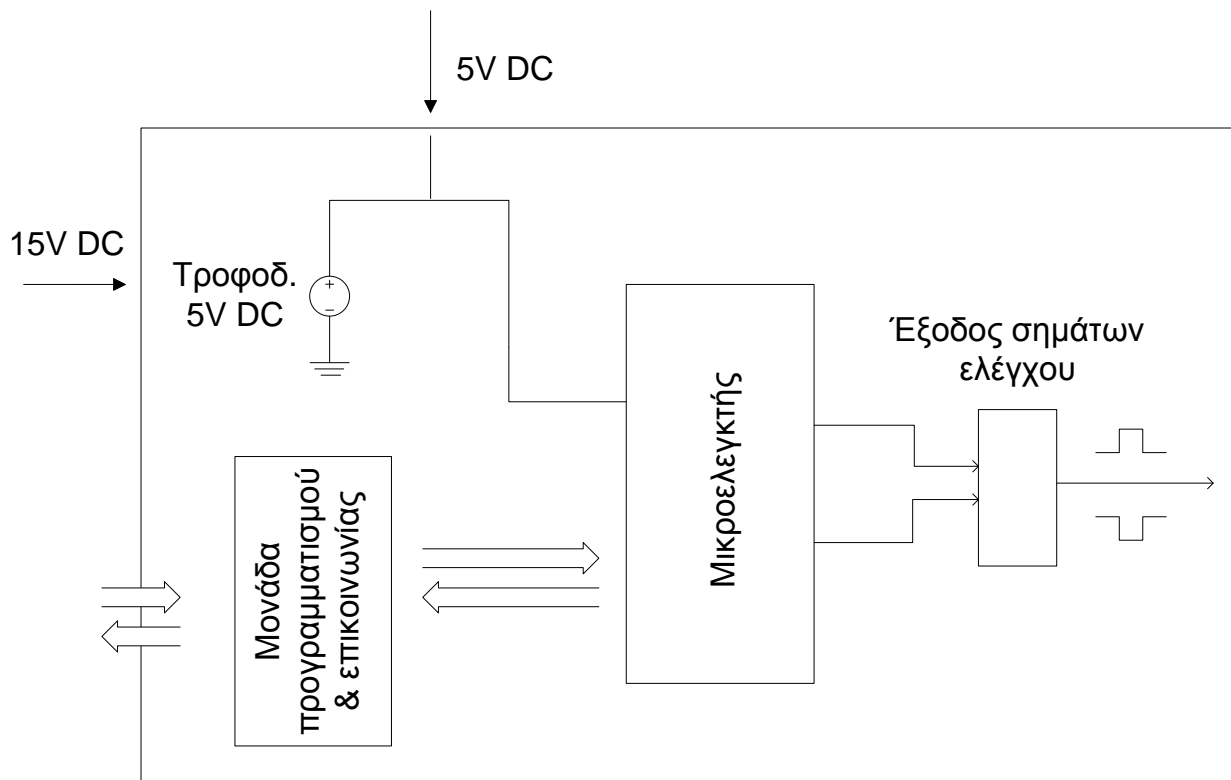 5V DC
15V DC
Τροφοδ.
5V DC
Έξοδος σημάτων
ελέγχου
Μικροελεγκτής
Μονάδα
προγραμματισμού
& επικοινωνίας